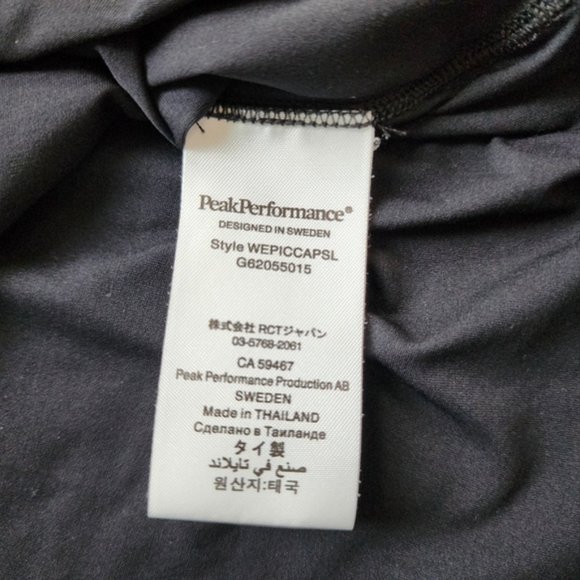 PeakPerformance®
DESIGNED IN SWEDEN
Style WEPICCAPSL
G62055015
株式会社 RCTジャパン
03-5768-2061
CA 59467
Peak Performance Production AB
SWEDEN
Made in THAILAND
Сделано в Таиланде
タイ製
صنع في تايلاند
원산지:태국